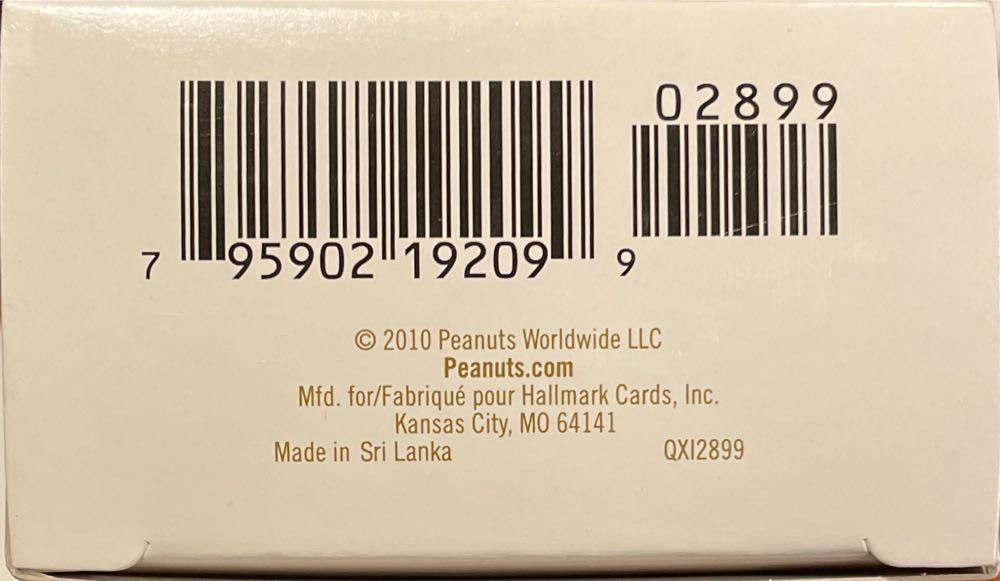 02899
7 95902 19209 9
© 2010 Peanuts Worldwide LLC
Peanuts.com
Mfd. for/Fabriqué pour Hallmark Cards, Inc.
Kansas City, MO 64141
Made in Sri Lanka QXI2899